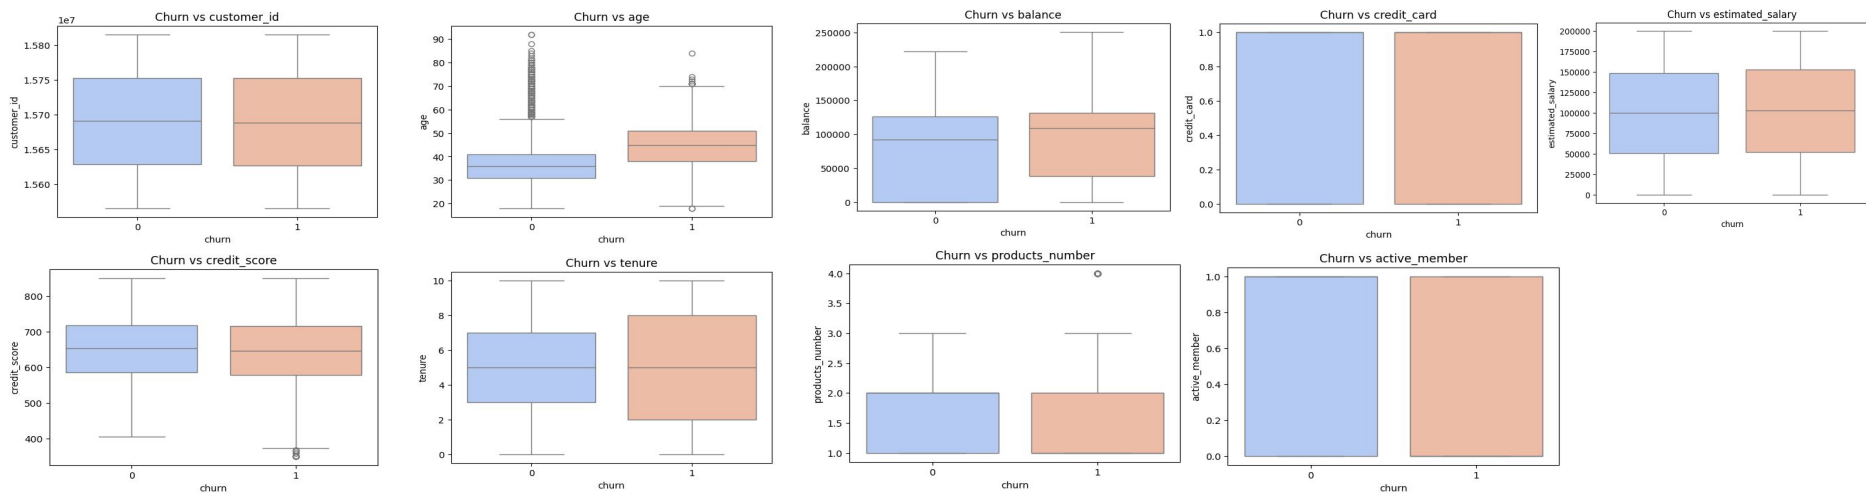 Churn vs customer_id
1e7
1.580
1.575
1.570
1.565
1.560
customer_id
0 1
churn
Churn vs age
90
80
70
60
50
40
30
20
age
0 1
churn
Churn vs balance
250000
200000
150000
100000
50000
0
balance
0 1
churn
Churn vs credit_card
1.0
0.8
0.6
0.4
0.2
0.0
credit_card
0 1
churn
Churn vs estimated_salary
200000
175000
150000
125000
100000
75000
50000
25000
0
estimated_salary
0 1
churn
Churn vs credit_score
800
700
600
500
400
credit_score
0 1
churn
Churn vs tenure
10
8
6
4
2
0
tenure
0 1
churn
Churn vs products_number
4.0
3.5
3.0
2.5
2.0
1.5
1.0
products_number
0 1
churn
Churn vs active_member
1.0
0.8
0.6
0.4
0.2
0.0
active_member
0 1
churn